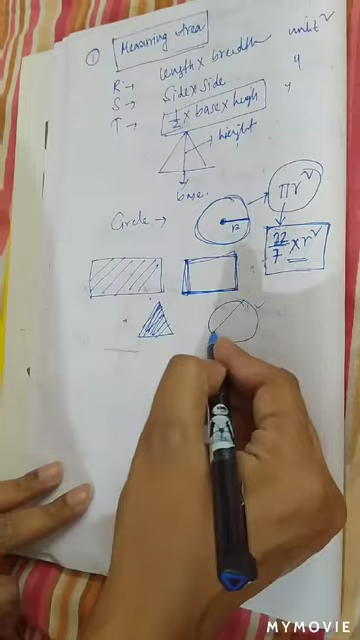 ① Measuring Area
R → length x breadth unit²
S → side x side "
T → 1/2 x base x height "
height
base.
Circle → R πr²
22/7 x r²
MYMOVIE